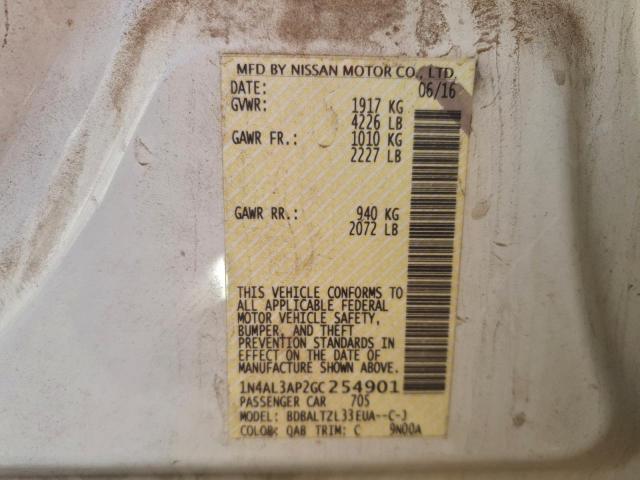 MFD BY NISSAN MOTOR CO., LTD.
DATE: 06/16
GVWR: 1917 KG
4226 LB
GAWR FR.: 1010 KG
2227 LB
GAWR RR.: 940 KG
2072 LB
THIS VEHICLE CONFORMS TO
ALL APPLICABLE FEDERAL
MOTOR VEHICLE SAFETY,
BUMPER, AND THEFT
PREVENTION STANDARDS IN
EFFECT ON THE DATE OF
MANUFACTURE SHOWN ABOVE.
1N4AL3AP2GC254901
PASSENGER CAR 705
MODEL: BDBALTZL33EUA--C-J
COLOR: QAB TRIM: C 9N00A